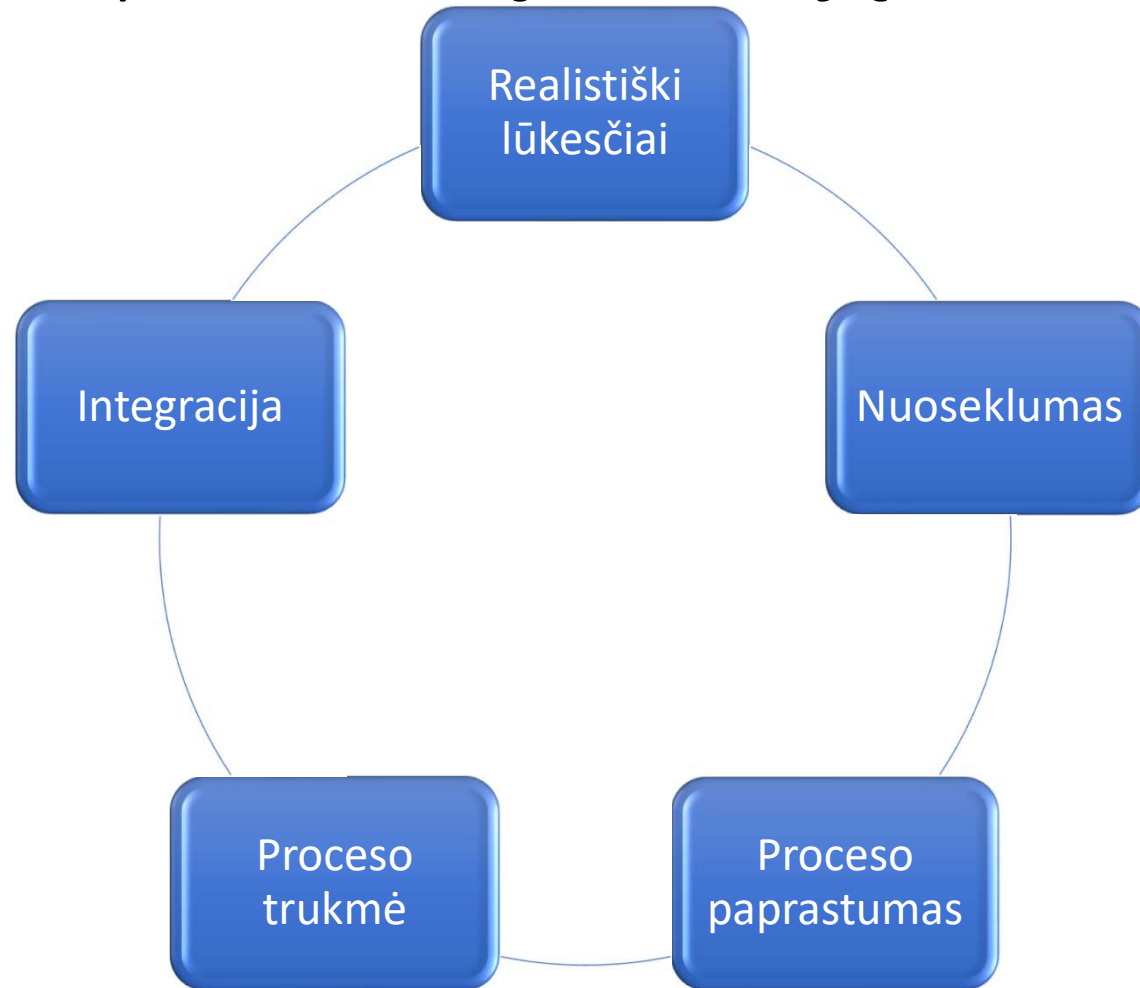 Realistiški
lūkesčiai
Integracija
Nuoseklumas
Proceso
trukmė
Proceso
paprastumas